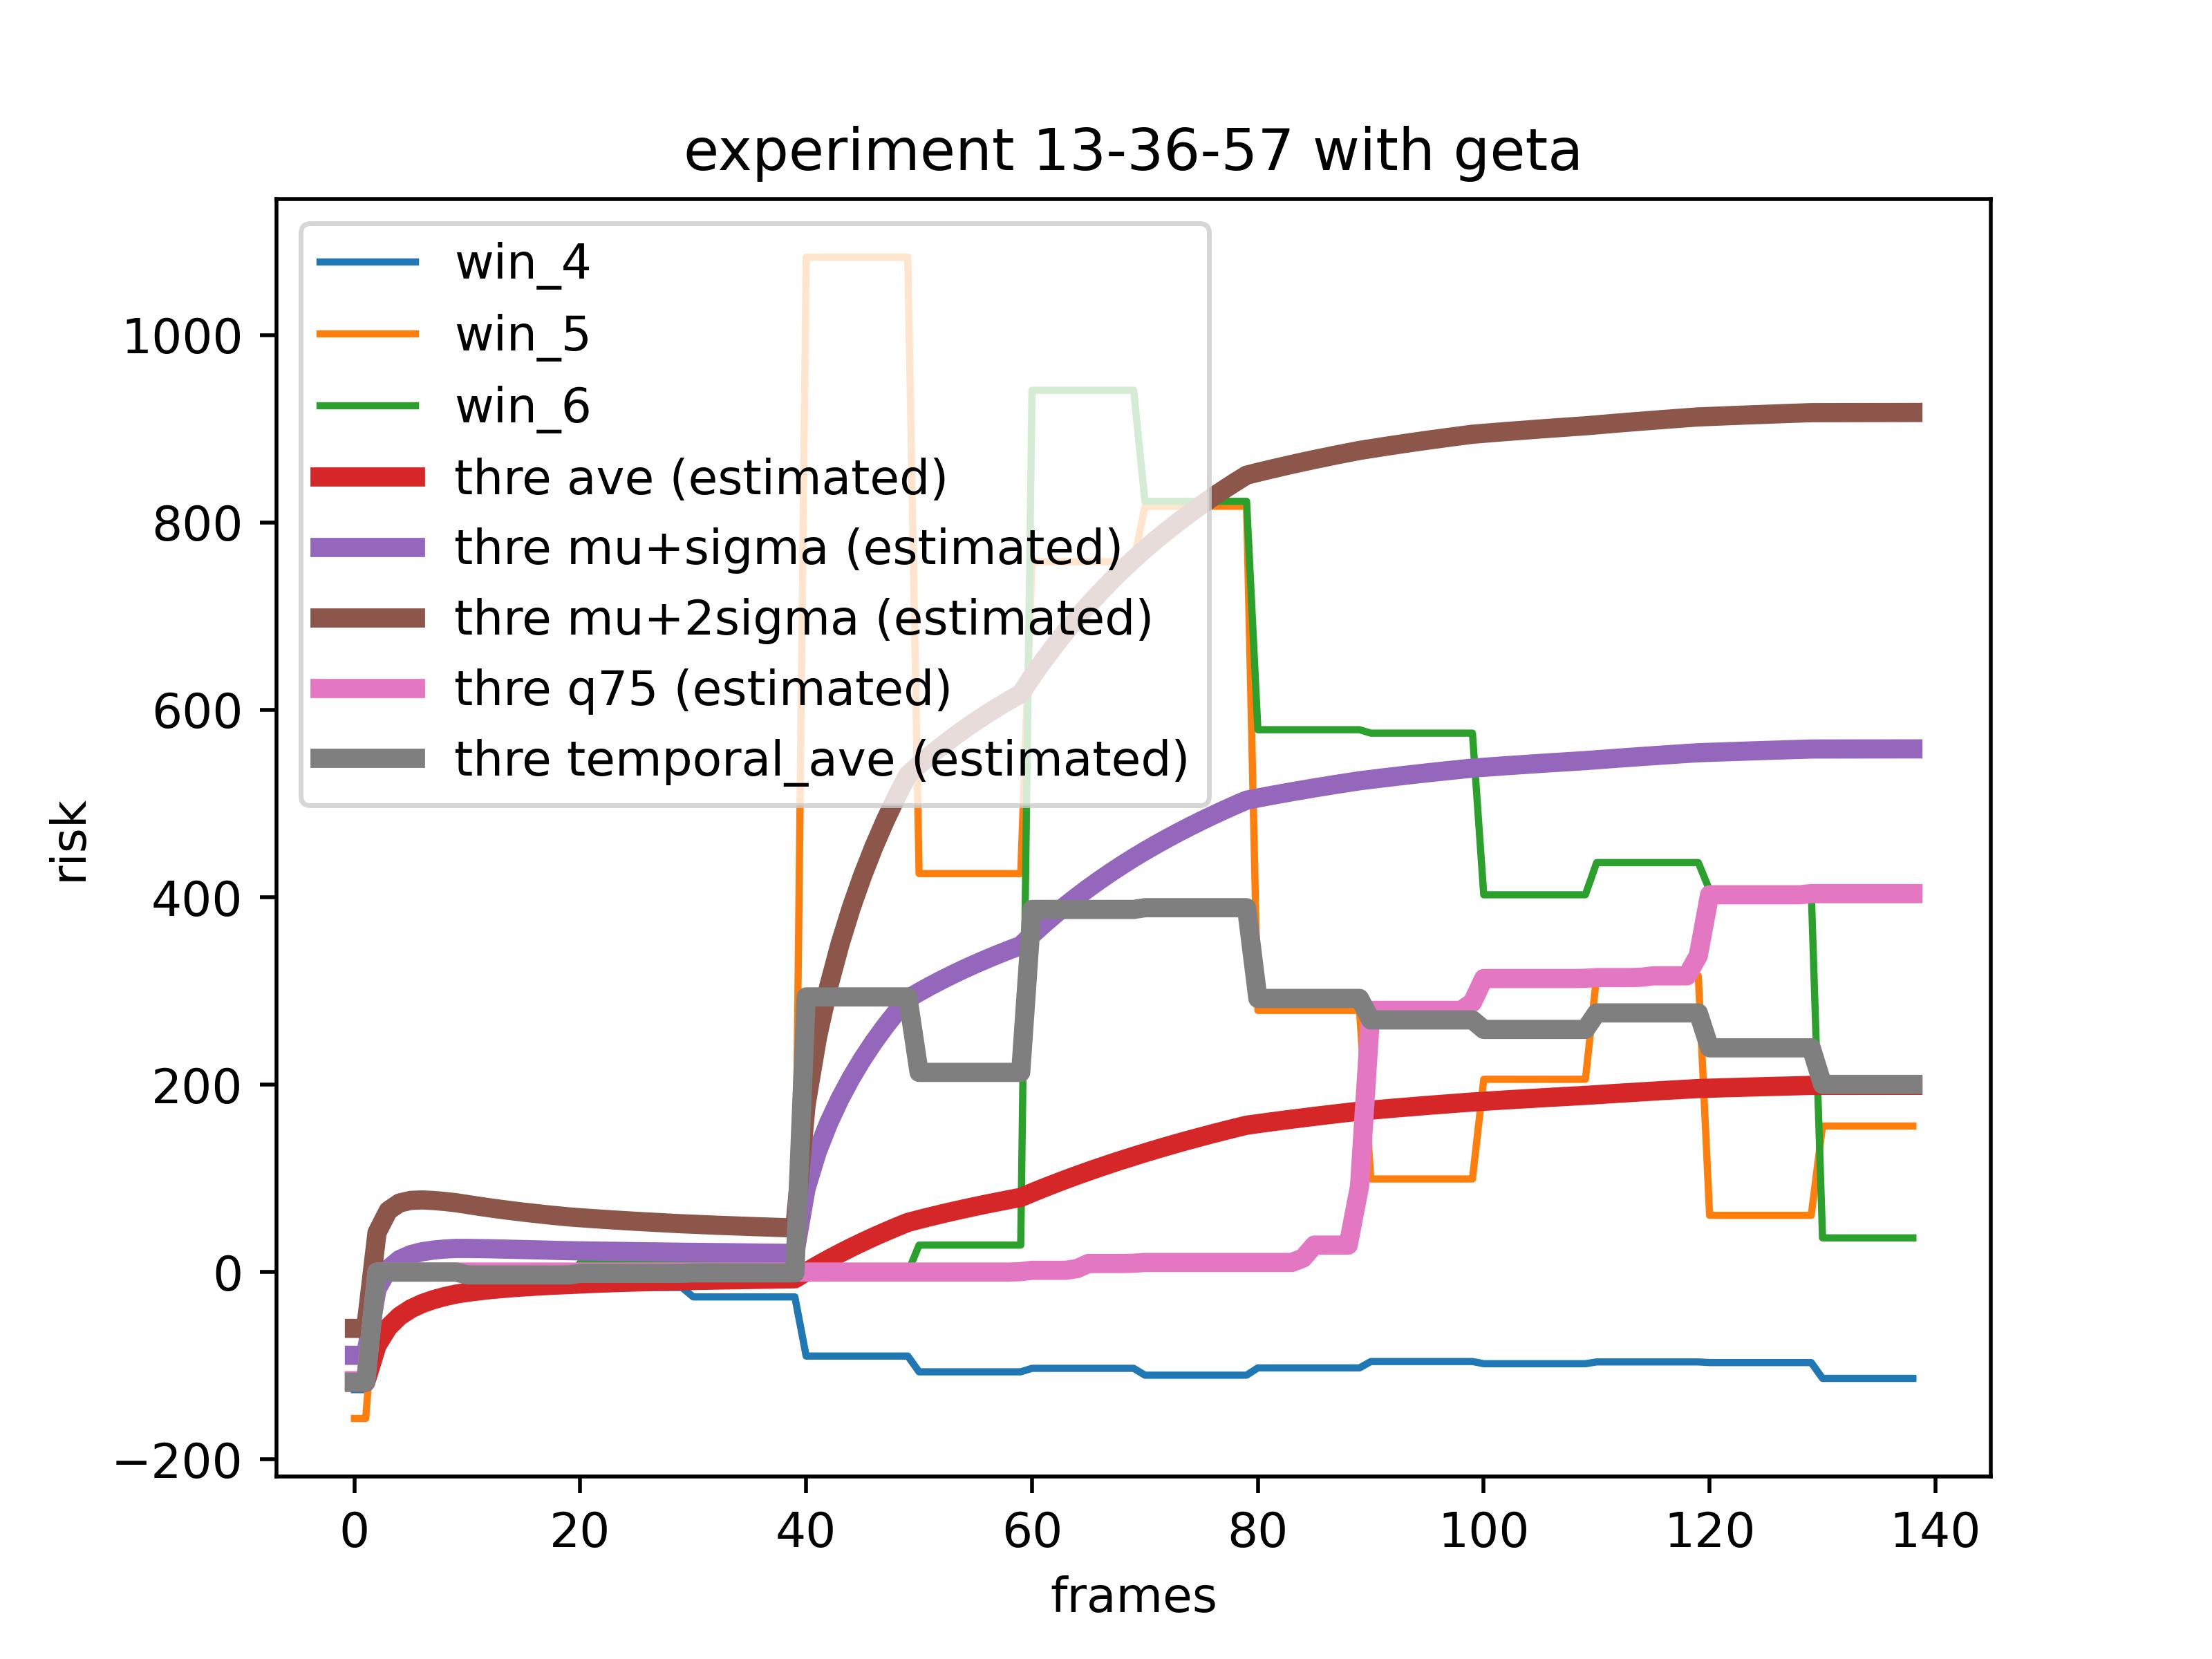 experiment 13-36-57 with geta
win_4
win_5
win_6
thre ave (estimated)
thre mu+sigma (estimated)
thre mu+2sigma (estimated)
thre q75 (estimated)
thre temporal_ave (estimated)
risk
1000
800
600
400
200
0
−200
0 20 40 60 80 100 120 140
frames